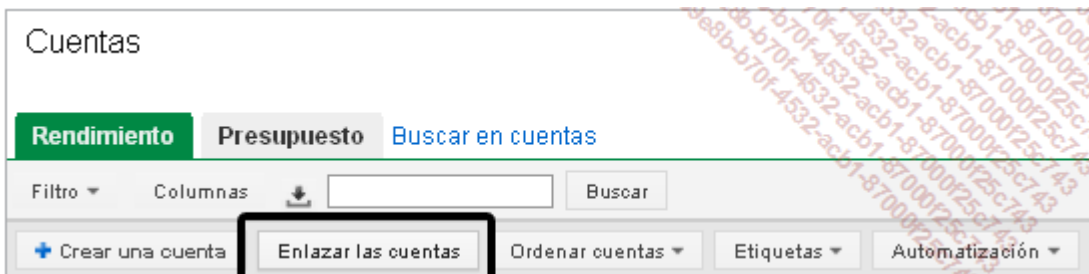 Cuentas
Rendimiento Presupuesto Buscar en cuentas
Filtro Columnas Buscar
Crear una cuenta Enlazar las cuentas Ordenar cuentas Etiquetas Automatización